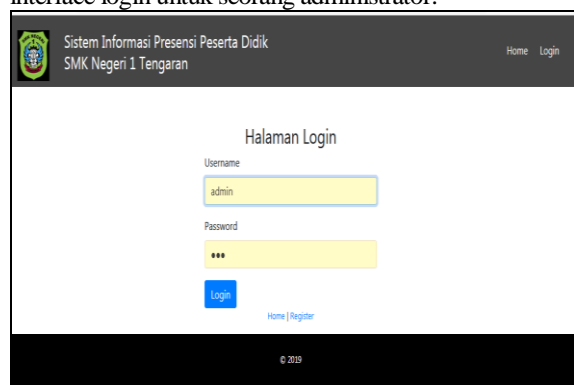 interface login untuk seorang administrator.
Sistem Informasi Presensi Peserta Didik
SMK Negeri 1 Tengaran
Home Login
Halaman Login
Username
admin
Password
•••
Login
Home | Register
© 2019